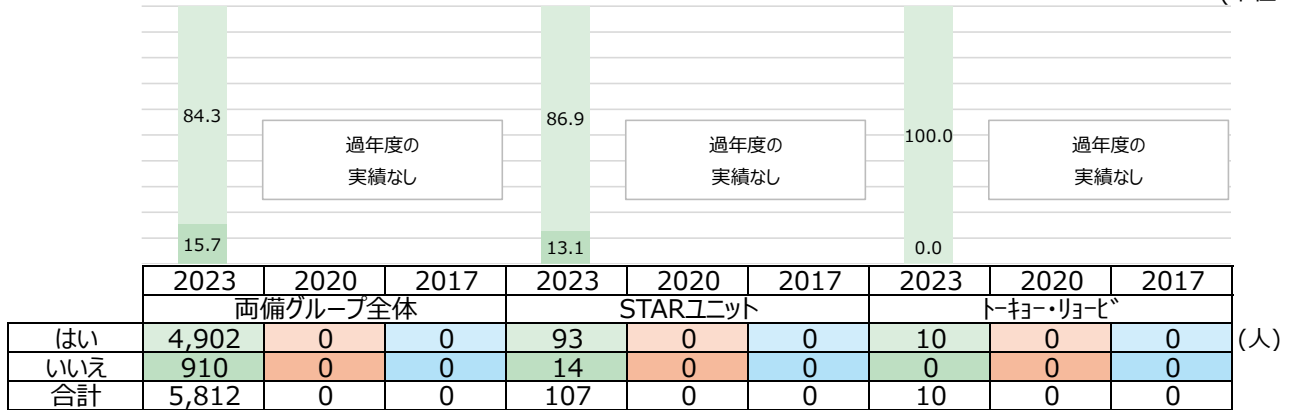 84.3
86.9
100.0
過年度の
実績なし
過年度の
実績なし
過年度の
実績なし
15.7
13.1
0.0
2023 2020 2017 2023 2020 2017 2023 2020 2017
両備グループ全体 STARユニット トーキョー・リョービ
はい 4,902 0 0 93 0 0 10 0 0 (人)
いいえ 910 0 0 14 0 0 0 0 0
合計 5,812 0 0 107 0 0 10 0 0